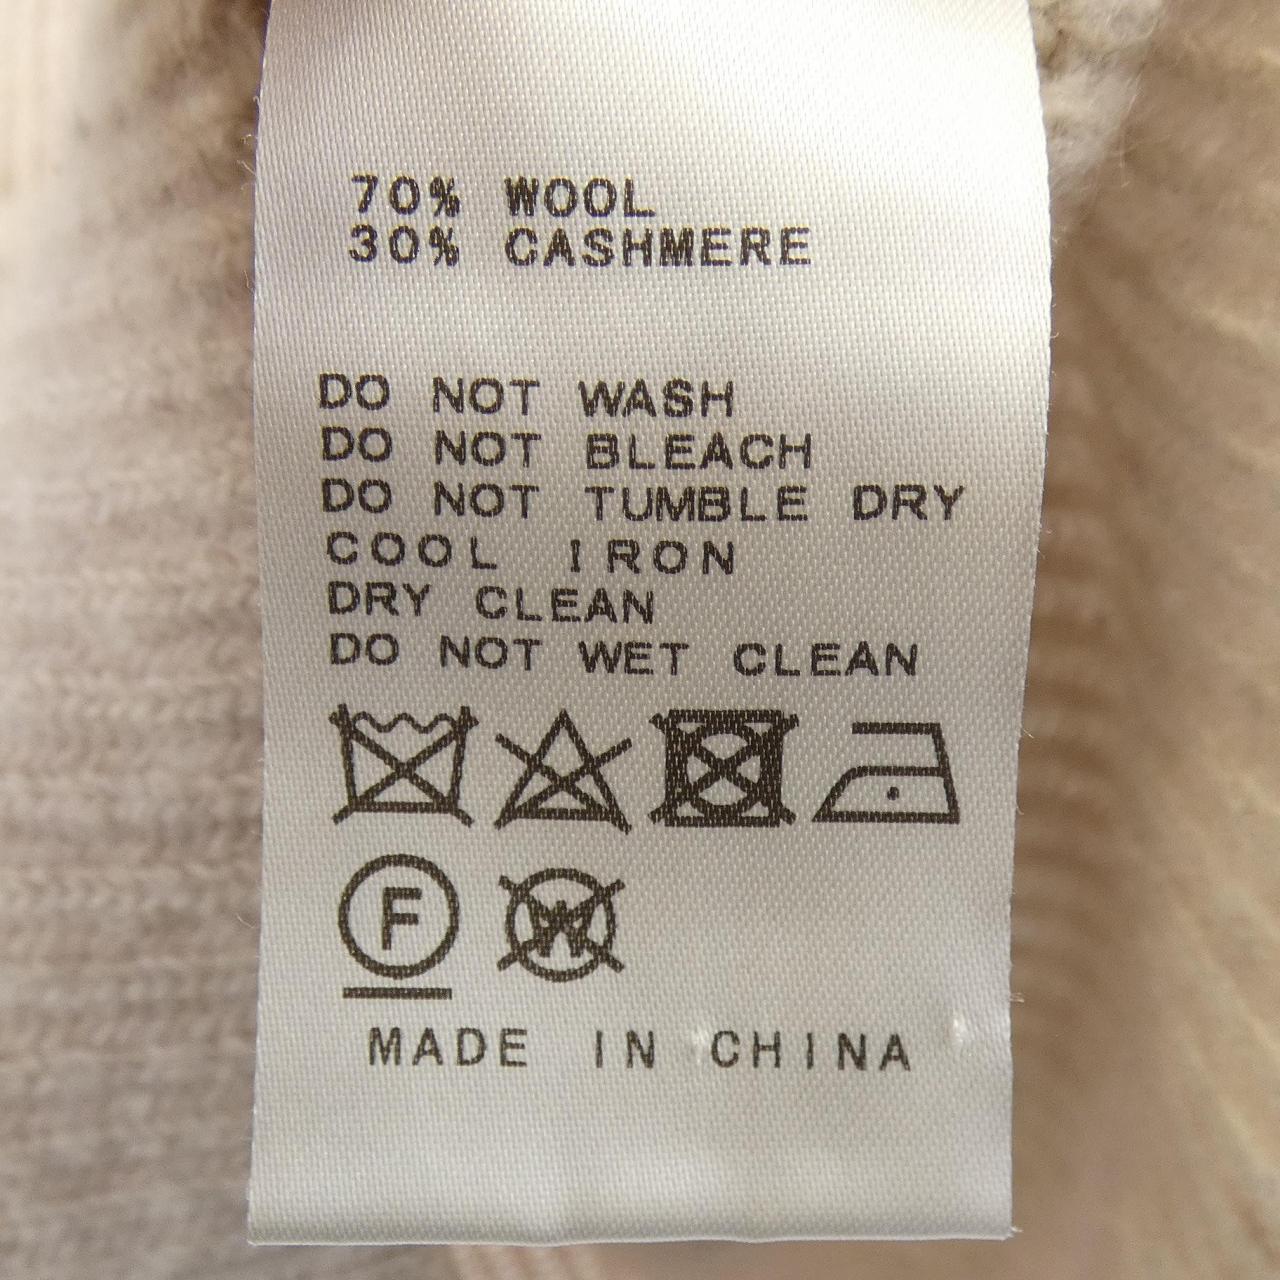 70% WOOL
30% CASHMERE
DO NOT WASH
DO NOT BLEACH
DO NOT TUMBLE DRY
COOL IRON
DRY CLEAN
DO NOT WET CLEAN
F W
MADE IN CHINA